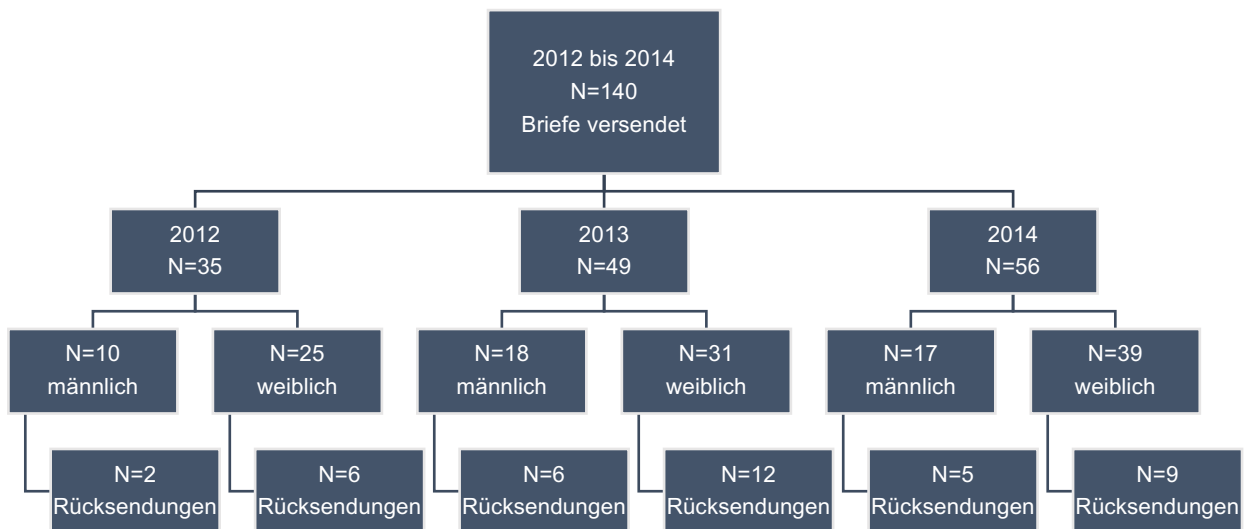 2012 bis 2014
N=140
Briefe versendet
2012
N=35
2013
N=49
2014
N=56
N=10
männlich
N=25
weiblich
N=18
männlich
N=31
weiblich
N=17
männlich
N=39
weiblich
N=2
Rücksendungen
N=6
Rücksendungen
N=6
Rücksendungen
N=12
Rücksendungen
N=5
Rücksendungen
N=9
Rücksendungen